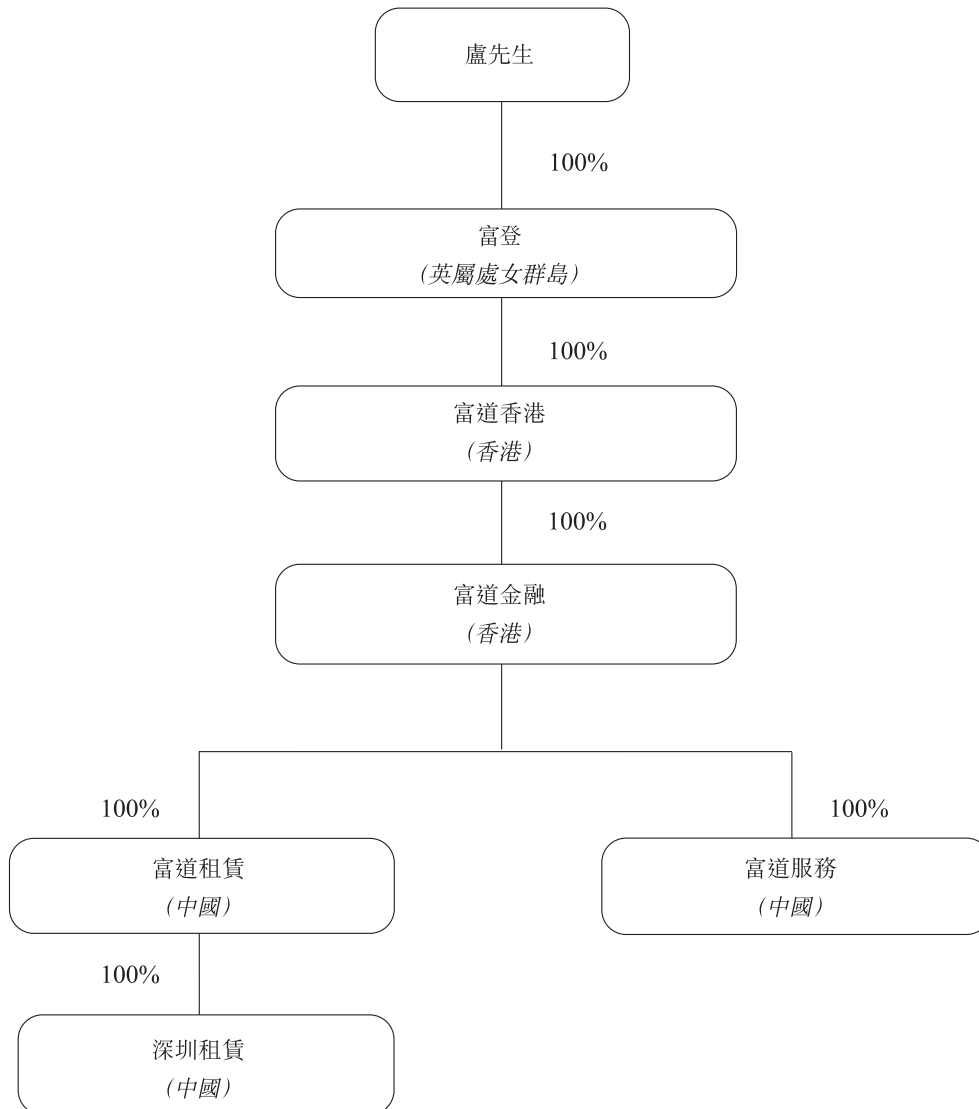 盧先生
100%
富登
（英屬處女群島）
100%
富道香港
（香港）
100%
富道金融
（香港）
100%
100%
富道租賃
（中國）
富道服務
（中國）
100%
深圳租賃
（中國）